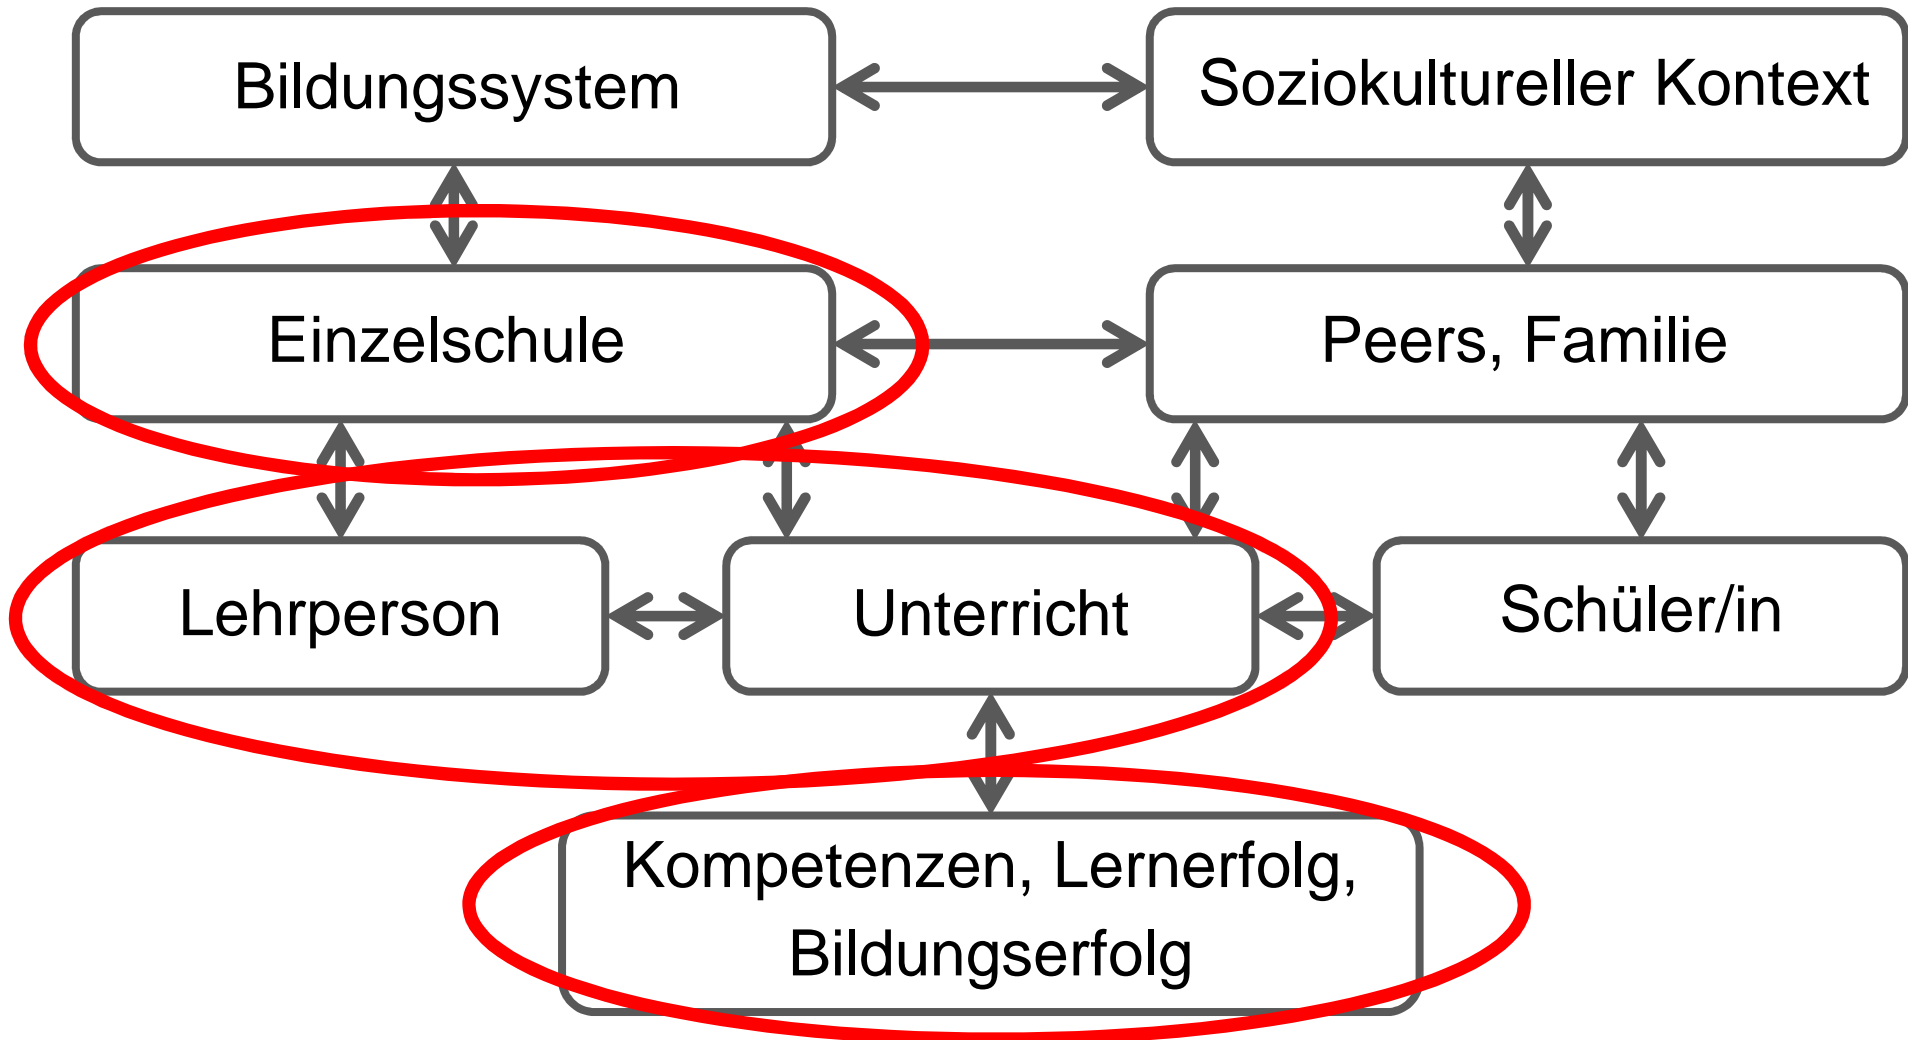 Bildungssystem
Soziokultureller Kontext
Einzelschule
Peers, Familie
Lehrperson
Unterricht
Schüler/in
Kompetenzen, Lernerfolg,
Bildungserfolg